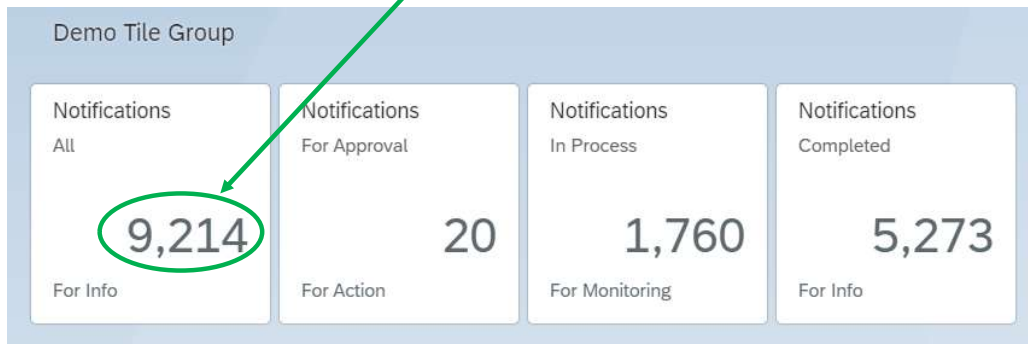 Demo Tile Group
Notifications
All
9,214
For Info
Notifications
For Approval
20
For Action
Notifications
In Process
1,760
For Monitoring
Notifications
Completed
5,273
For Info